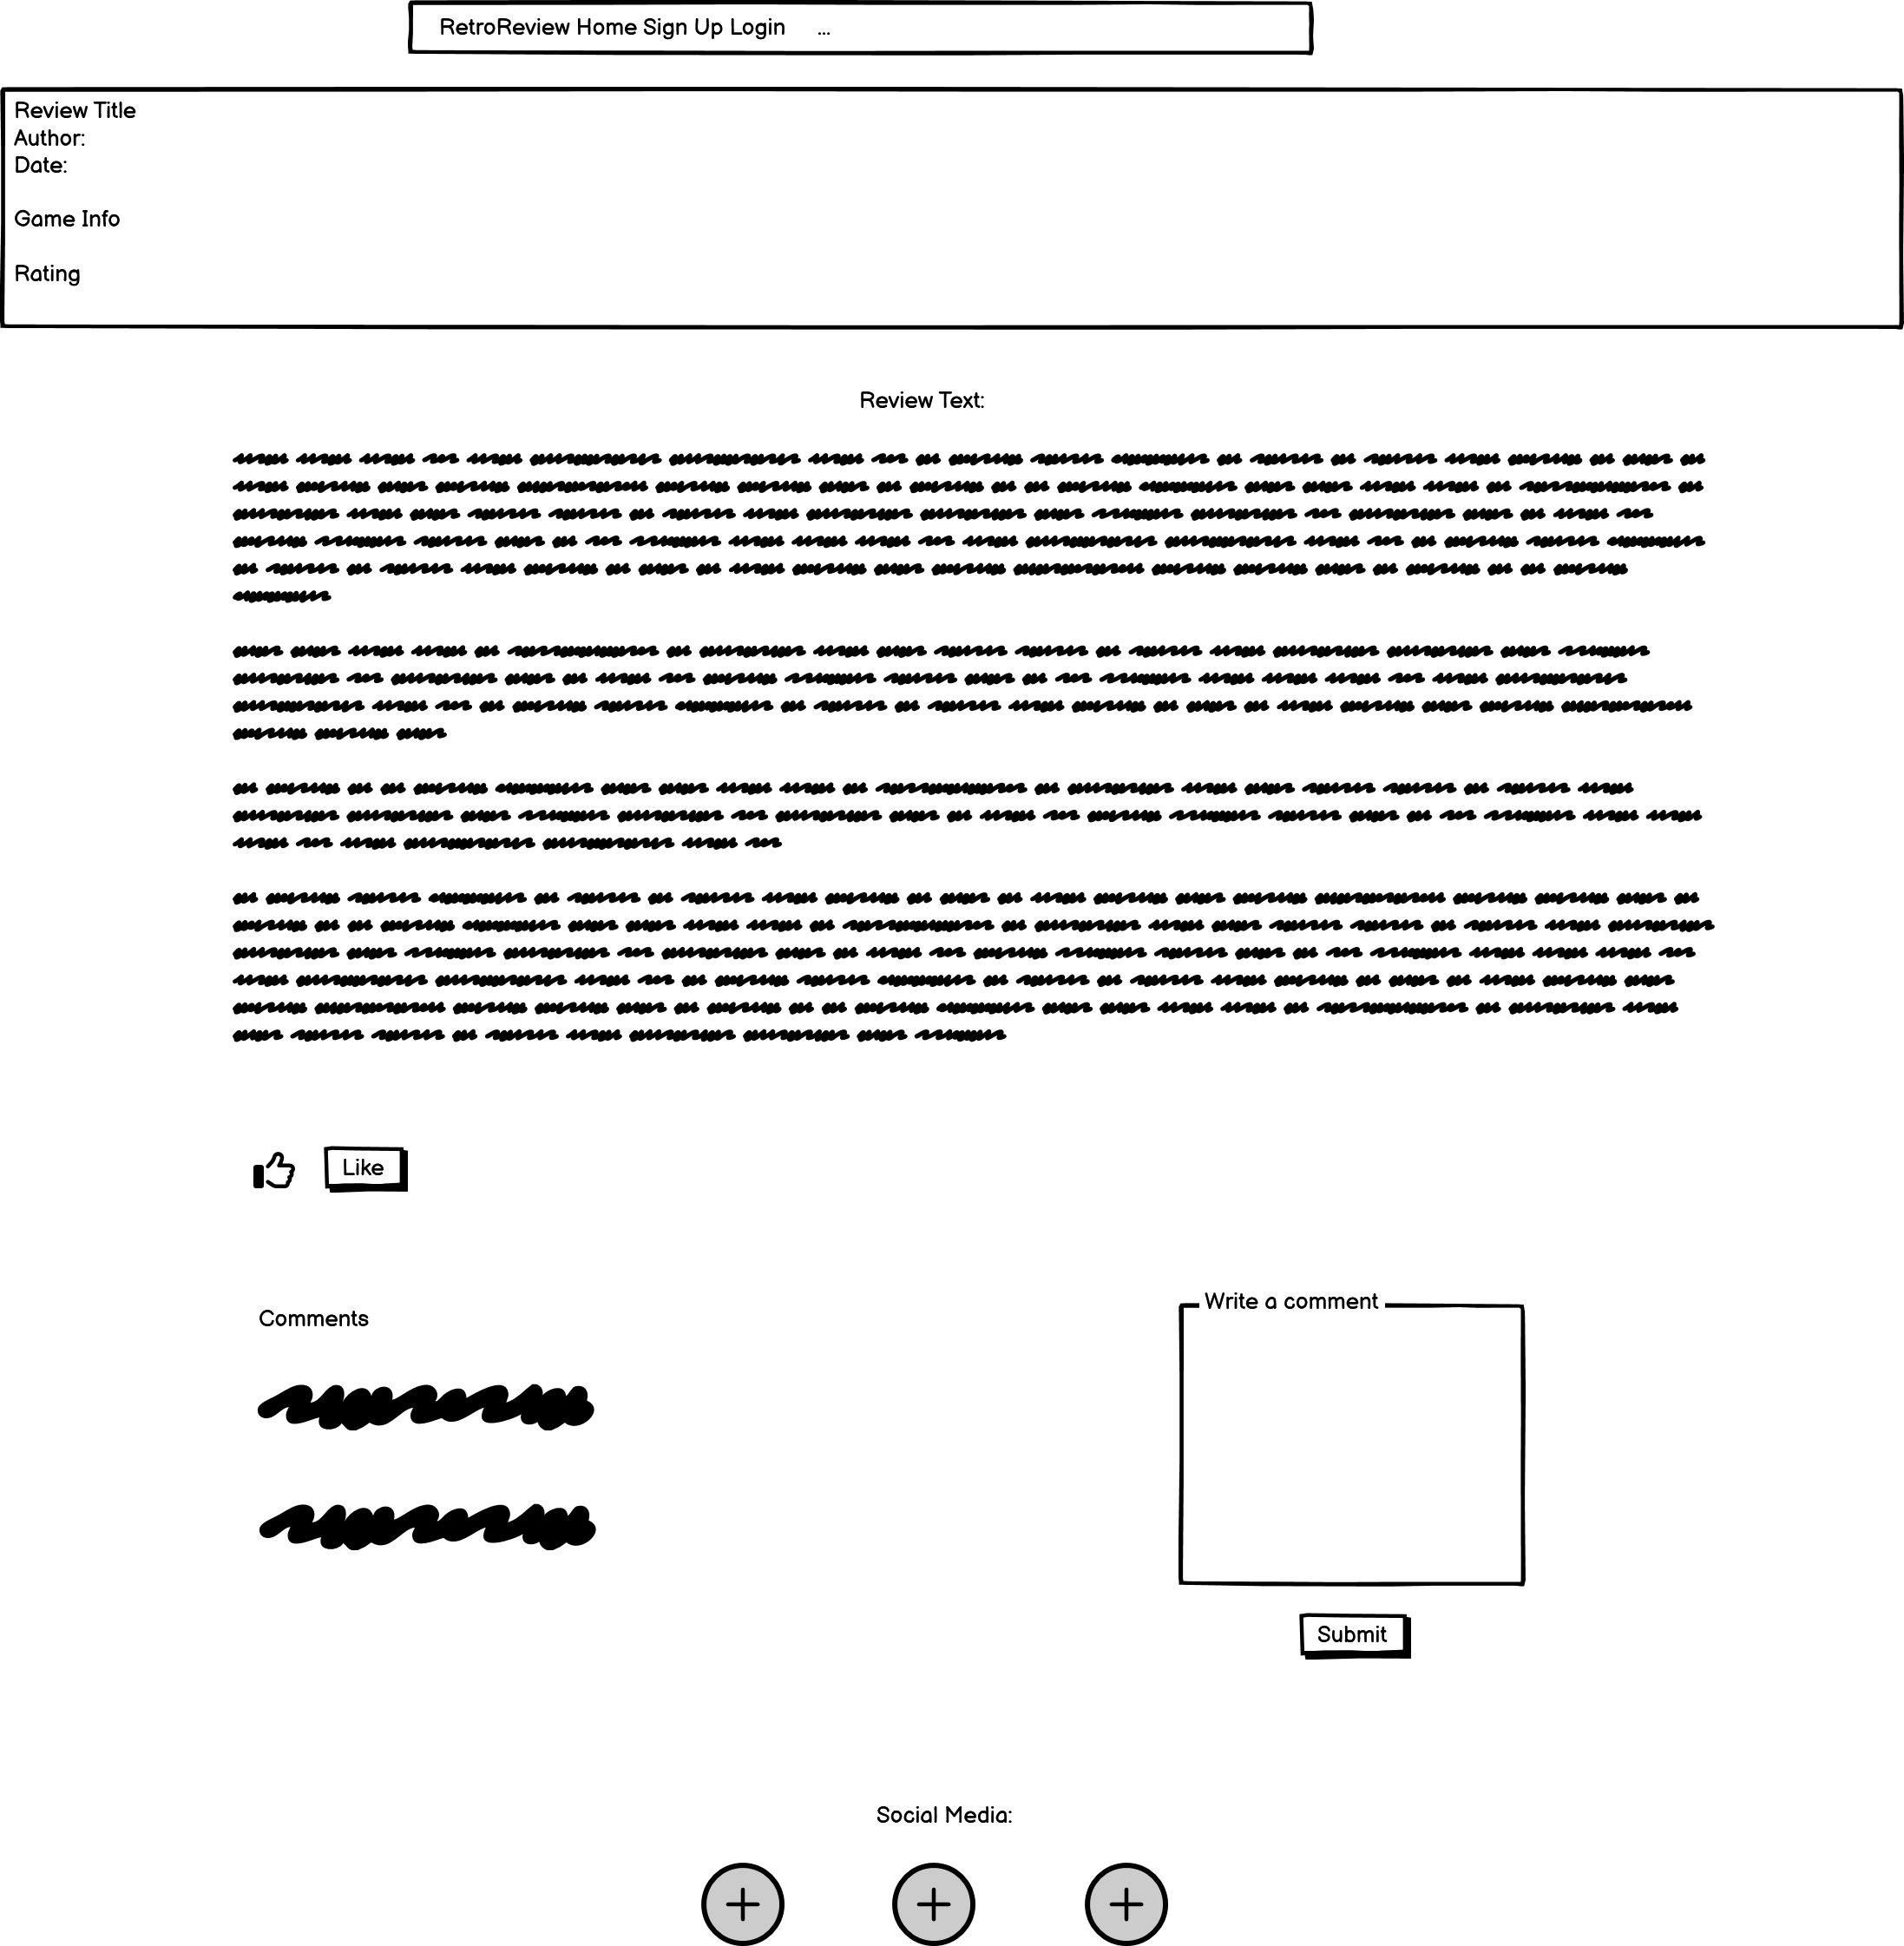 RetroReview Home Sign Up Login ...
Review Title
Author:
Date:
Game Info
Rating
Review Text:
Like
Comments
Write a comment
Submit
Social Media: